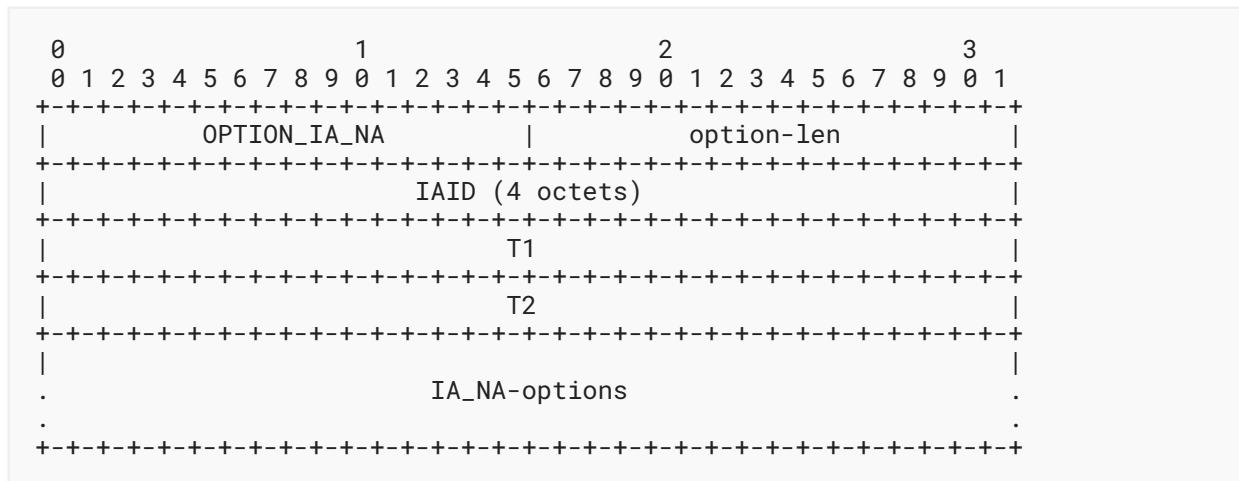 0                   1                   2                   3
 0 1 2 3 4 5 6 7 8 9 0 1 2 3 4 5 6 7 8 9 0 1 2 3 4 5 6 7 8 9 0 1
+-+-+-+-+-+-+-+-+-+-+-+-+-+-+-+-+-+-+-+-+-+-+-+-+-+-+-+-+-+-+-+-+
|          OPTION_IA_NA         |          option-len           |
+-+-+-+-+-+-+-+-+-+-+-+-+-+-+-+-+-+-+-+-+-+-+-+-+-+-+-+-+-+-+-+-+
|                        IAID (4 octets)                        |
+-+-+-+-+-+-+-+-+-+-+-+-+-+-+-+-+-+-+-+-+-+-+-+-+-+-+-+-+-+-+-+-+
|                              T1                               |
+-+-+-+-+-+-+-+-+-+-+-+-+-+-+-+-+-+-+-+-+-+-+-+-+-+-+-+-+-+-+-+-+
|                              T2                               |
+-+-+-+-+-+-+-+-+-+-+-+-+-+-+-+-+-+-+-+-+-+-+-+-+-+-+-+-+-+-+-+-+
|                                                               |
.                         IA_NA-options                         .
.                                                               .
+-+-+-+-+-+-+-+-+-+-+-+-+-+-+-+-+-+-+-+-+-+-+-+-+-+-+-+-+-+-+-+-+